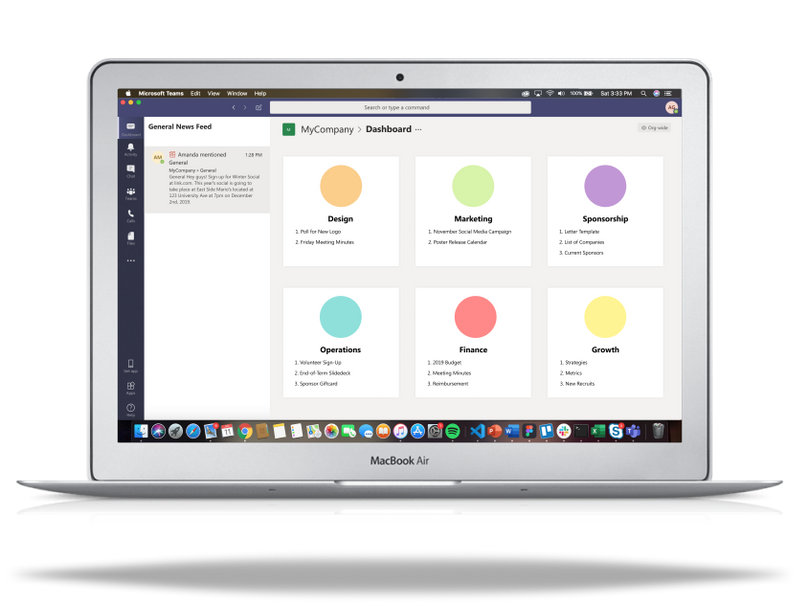 Microsoft Teams Edit View Window Help
100% Sat 3:33 PM
Search or type a command
General News Feed
MyCompany > Dashboard ...
Org-wide
Activity
Chat
Teams
Calls
Files
Apps
Help
AM
Amanda mentioned 1:28 PM
General
MyCompany > General
General Hey guys! Sign up for Winter Social
at link.com. This year's social is going to
take place at East Side Mario's located at
123 University Ave at 7pm on December
2nd, 2019.
Design
1. Poll for New Logo
2. Friday Meeting Minutes
Marketing
1. November Social Media Campaign
2. Poster Release Calendar
Sponsorship
1. Letter Template
2. List of Companies
3. Current Sponsors
Operations
1. Volunteer Sign-Up
2. End-of-Term Slidedeck
3. Sponsor Giftcard
Finance
1. 2019 Budget
2. Meeting Minutes
3. Reimbursement
Growth
1. Strategies
2. Metrics
3. New Recruits
MacBook Air